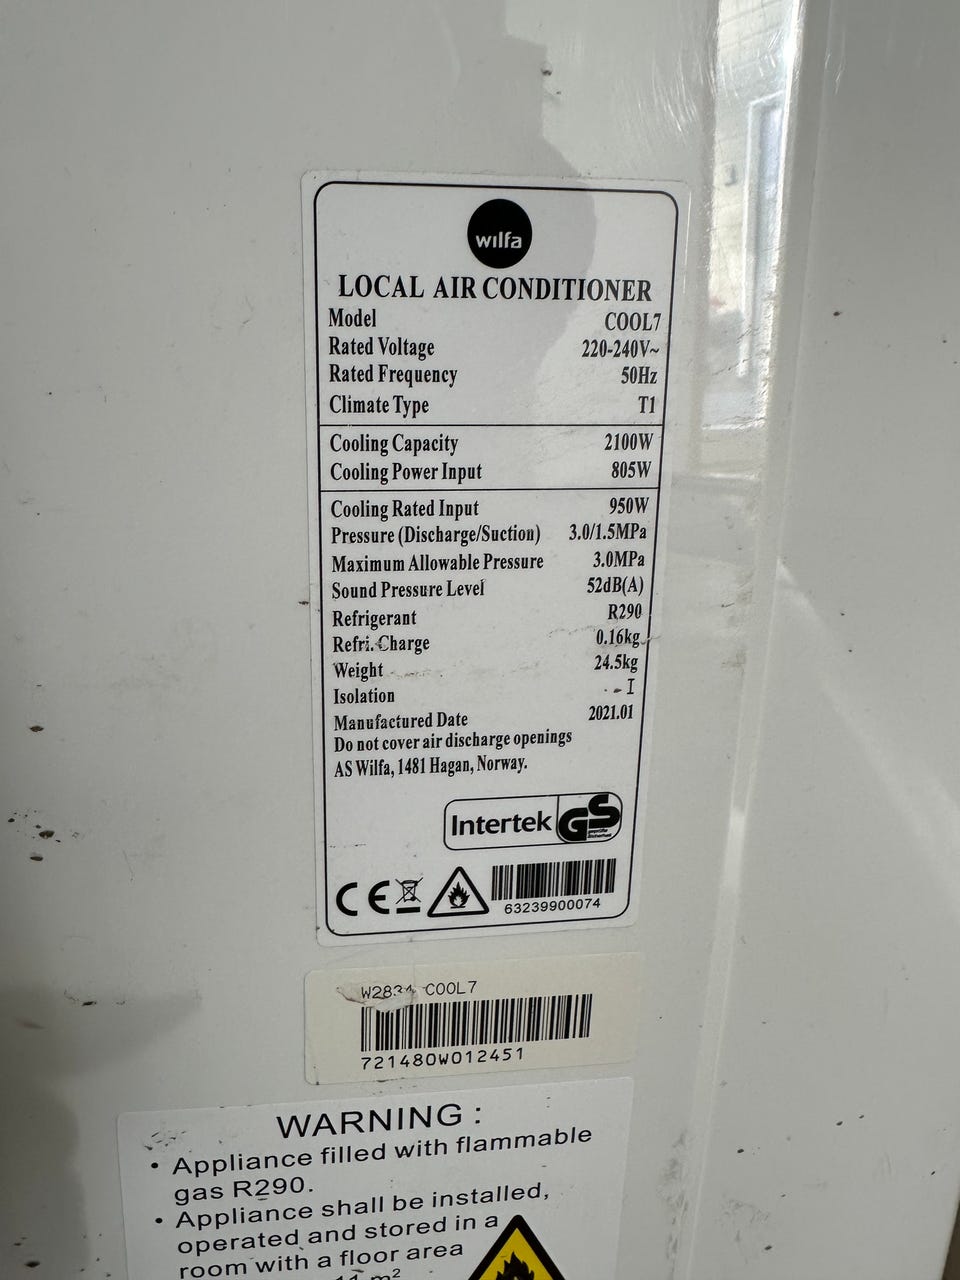 wilfa
LOCAL AIR CONDITIONER
Model COOL7
Rated Voltage 220-240V~
Rated Frequency 50Hz
Climate Type T1
Cooling Capacity 2100W
Cooling Power Input 805W
Cooling Rated Input 950W
Pressure (Discharge/Suction) 3.0/1.5MPa
Maximum Allowable Pressure 3.0MPa
Sound Pressure Level 52dB(A)
Refrigerant R290
Refri. Charge 0.16kg
Weight 24.5kg
Isolation I
Manufactured Date 2021.01
Do not cover air discharge openings
AS Wilfa, 1481 Hagan, Norway.
Intertek GS
geprüfte Sicherheit
CE
63239900074
COOL7
721480W012451
WARNING :
• Appliance filled with flammable
gas R290.
• Appliance shall be installed,
operated and stored in a
room with a floor area
11 m²